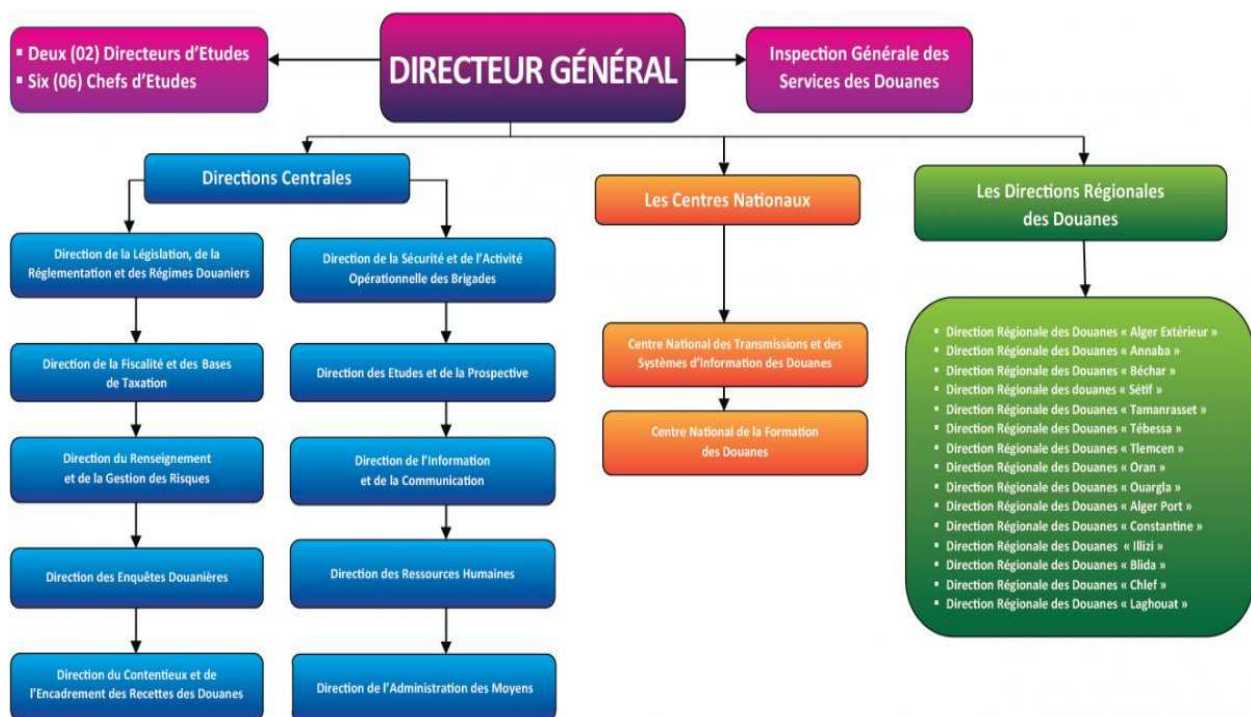 ▪ Deux (02) Directeurs d'Etudes
▪ Six (06) Chefs d'Etudes
DIRECTEUR GÉNÉRAL
Inspection Générale des
Services des Douanes
Directions Centrales
Direction de la Législation, de la
Réglementation et des Régimes Douaniers
Direction de la Fiscalité et des Bases
de Taxation
Direction du Renseignement
et de la Gestion des Risques
Direction des Enquêtes Douanières
Direction du Contentieux et de
l'Encadrement des Recettes des Douanes
Direction de la Sécurité et de l'Activité
Opérationnelle des Brigades
Direction des Etudes et de la Prospective
Direction de l'Information
et de la Communication
Direction des Ressources Humaines
Direction de l'Administration des Moyens
Les Centres Nationaux
Centre National des Transmissions et des
Systèmes d'Information des Douanes
Centre National de la Formation
des Douanes
Les Directions Régionales
des Douanes
▪ Direction Régionale des Douanes « Alger Extérieur »
▪ Direction Régionale des Douanes « Annaba »
▪ Direction Régionale des Douanes « Béchar »
▪ Direction Régionale des douanes « Sétif »
▪ Direction Régionale des Douanes « Tamanrasset »
▪ Direction Régionale des Douanes « Tébessa »
▪ Direction Régionale des Douanes « Tlemcen »
▪ Direction Régionale des Douanes « Oran »
▪ Direction Régionale des Douanes « Ouargla »
▪ Direction Régionale des Douanes « Alger Port »
▪ Direction Régionale des Douanes « Constantine »
▪ Direction Régionale des Douanes « Illizi »
▪ Direction Régionale des Douanes « Blida »
▪ Direction Régionale des Douanes « Chlef »
▪ Direction Régionale des Douanes « Laghouat »